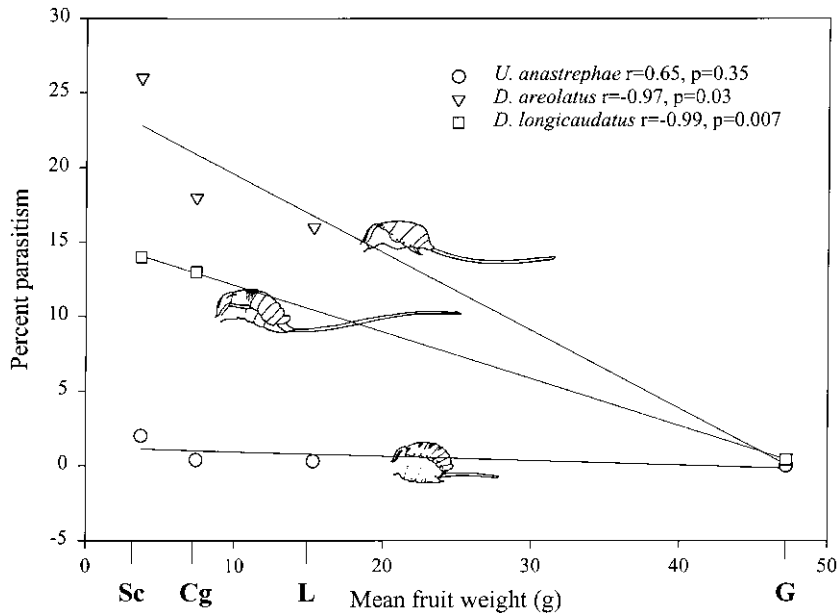 30
25
20
15
10
5
0
-5
Percent parasitism
U. anastrephae r=0.65, p=0.35
D. areolatus r=-0.97, p=0.03
D. longicaudatus r=-0.99, p=0.007
0 10 20 30 40 50
Sc Cg L G
Mean fruit weight (g)